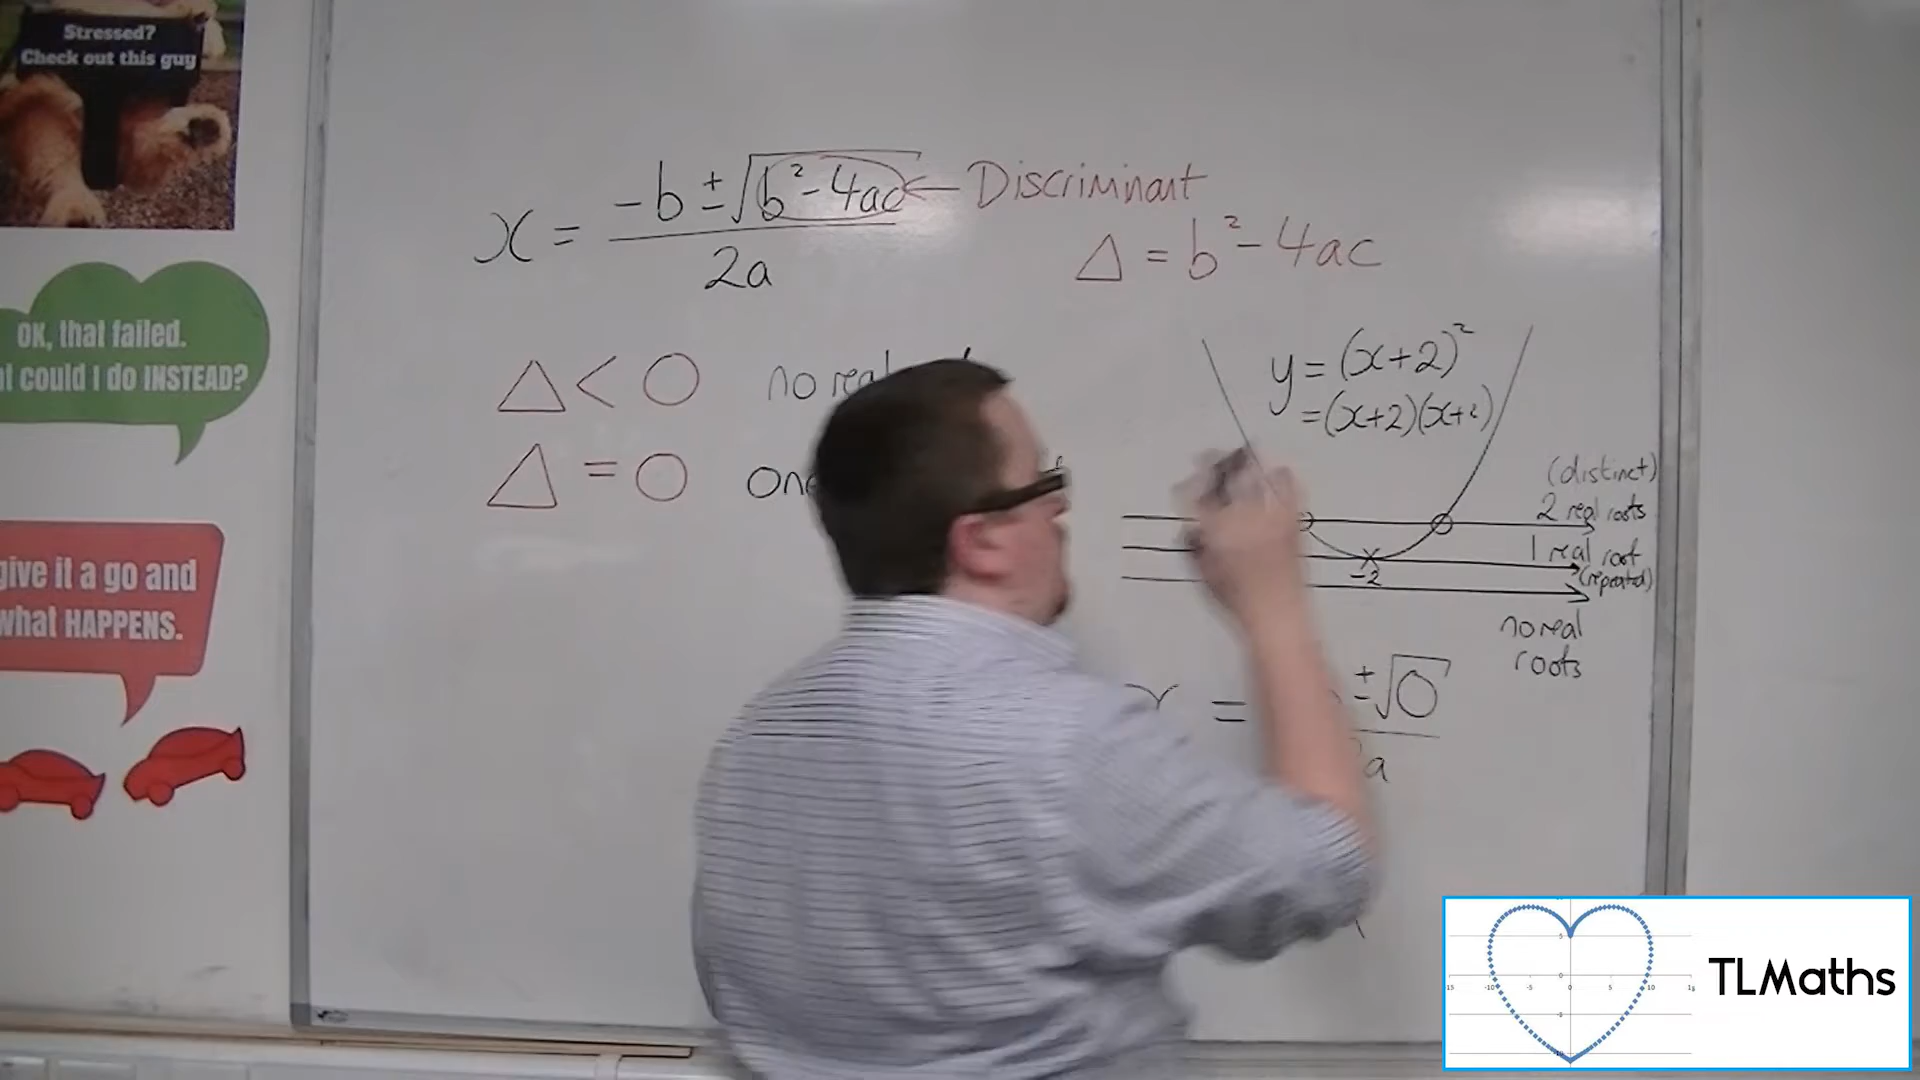 Stressed?
Check out this guy
OK, that failed.
could I do INSTEAD?
give it a go and
what HAPPENS.
x = -b ± √(b² - 4ac) / 2a
← Discriminant
Δ = b² - 4ac
Δ < 0 no real
Δ = 0 one
y = (x+2)²
= (x+2)(x+2)
(distinct)
2 real roots
1 real root
(repeated)
-2
no real
roots
= ± √0
a
TLMaths